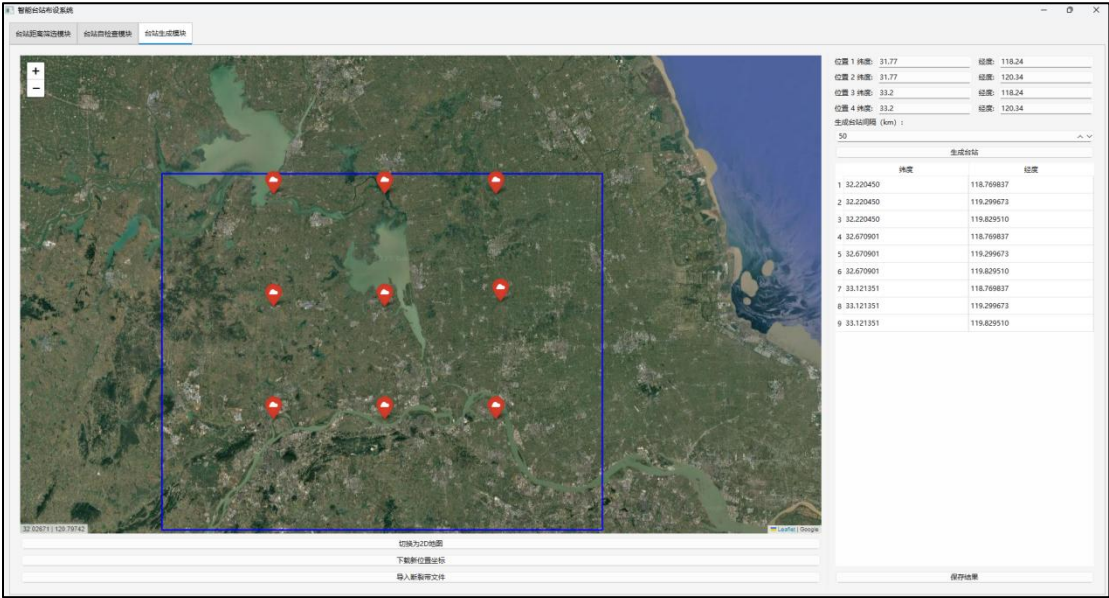 智能台站布设系统
台站距离筛选模块 台站自检查模块 台站生成模块
+
−
位置 1 纬度: 31.77 经度: 118.24
位置 2 纬度: 31.77 经度: 120.34
位置 3 纬度: 33.2 经度: 118.24
位置 4 纬度: 33.2 经度: 120.34
生成台站间隔（km）:
50
生成台站
纬度 经度
1 32.220450 118.769837
2 32.220450 119.299673
3 32.220450 119.829510
4 32.670901 118.769837
5 32.670901 119.299673
6 32.670901 119.829510
7 33.121351 118.769837
8 33.121351 119.299673
9 33.121351 119.829510
32.02671 | 120.79742
Leaflet | Google
切换为2D地图
下载新位置坐标
导入断裂带文件
保存结果